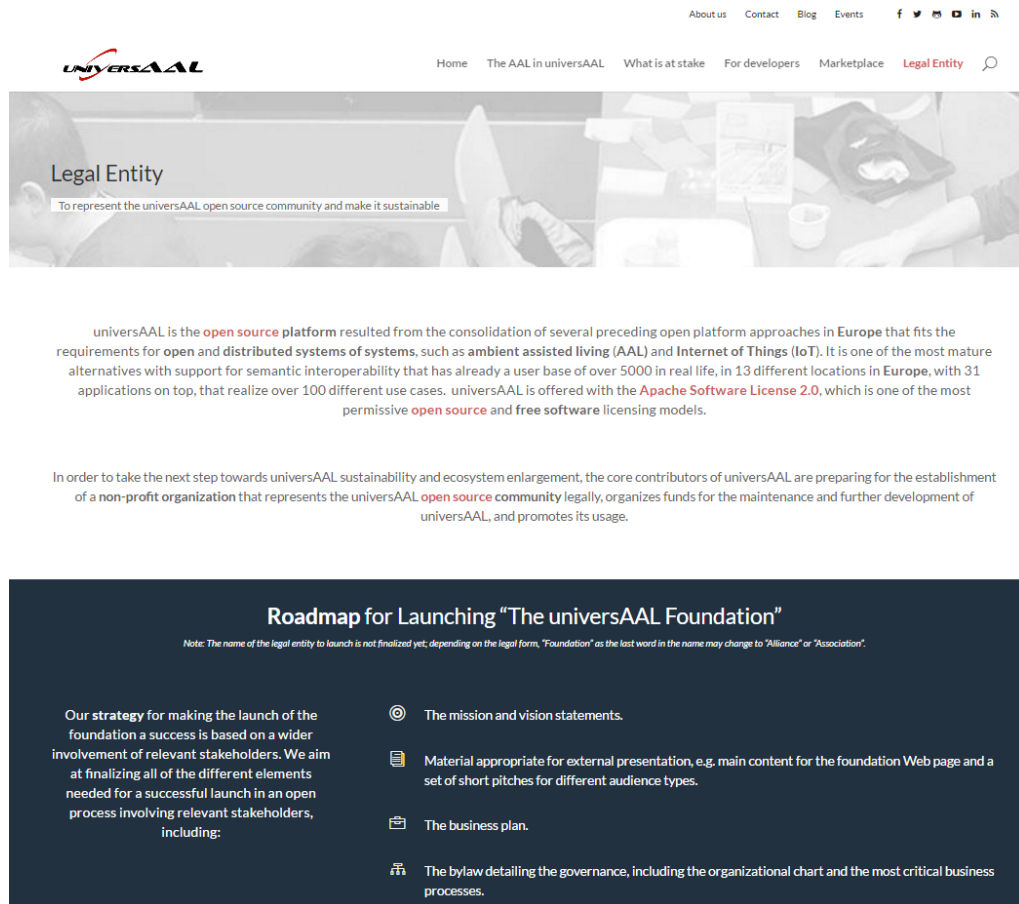 About us Contact Blog Events
UNIVERSAAL
Home The AAL in universAAL What is at stake For developers Marketplace Legal Entity
Legal Entity
To represent the universAAL open source community and make it sustainable
universAAL is the open source platform resulted from the consolidation of several preceding open platform approaches in Europe that fits the
requirements for open and distributed systems of systems, such as ambient assisted living (AAL) and Internet of Things (IoT). It is one of the most mature
alternatives with support for semantic interoperability that has already a user base of over 5000 in real life, in 13 different locations in Europe, with 31
applications on top, that realize over 100 different use cases. universAAL is offered with the Apache Software License 2.0, which is one of the most
permissive open source and free software licensing models.
In order to take the next step towards universAAL sustainability and ecosystem enlargement, the core contributors of universAAL are preparing for the establishment
of a non-profit organization that represents the universAAL open source community legally, organizes funds for the maintenance and further development of
universAAL, and promotes its usage.
Roadmap for Launching “The universAAL Foundation”
Note: The name of the legal entity to launch is not finalized yet; depending on the legal form, “Foundation” as the last word in the name may change to “Alliance” or “Association”.
Our strategy for making the launch of the
foundation a success is based on a wider
involvement of relevant stakeholders. We aim
at finalizing all of the different elements
needed for a successful launch in an open
process involving relevant stakeholders,
including:
The mission and vision statements.
Material appropriate for external presentation, e.g. main content for the foundation Web page and a
set of short pitches for different audience types.
The business plan.
The bylaw detailing the governance, including the organizational chart and the most critical business
processes.